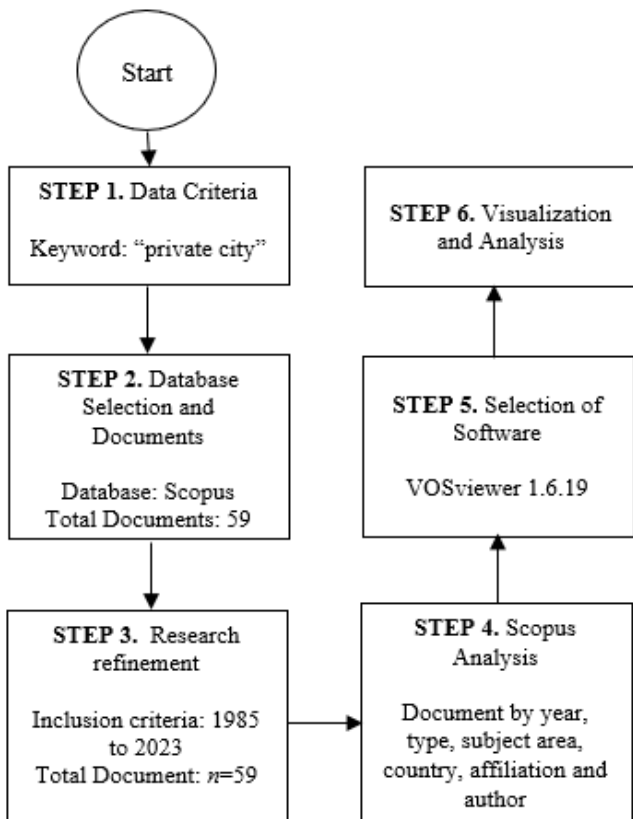 Start
STEP 1. Data Criteria
Keyword: “private city”
STEP 2. Database
Selection and
Documents
Database: Scopus
Total Documents: 59
STEP 3. Research
refinement
Inclusion criteria: 1985
to 2023
Total Document: n=59
STEP 4. Scopus
Analysis
Document by year,
type, subject area,
country, affiliation and
author
STEP 5. Selection of
Software
VOSviewer 1.6.19
STEP 6. Visualization
and Analysis